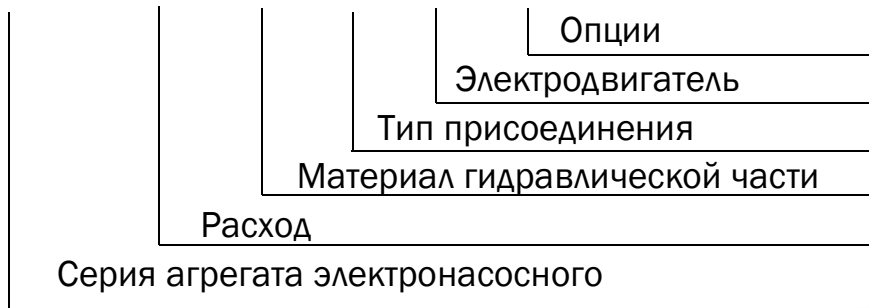 Опции
Электродвигатель
Тип присоединения
Материал гидравлической части
Расход
Серия агрегата электронасосного